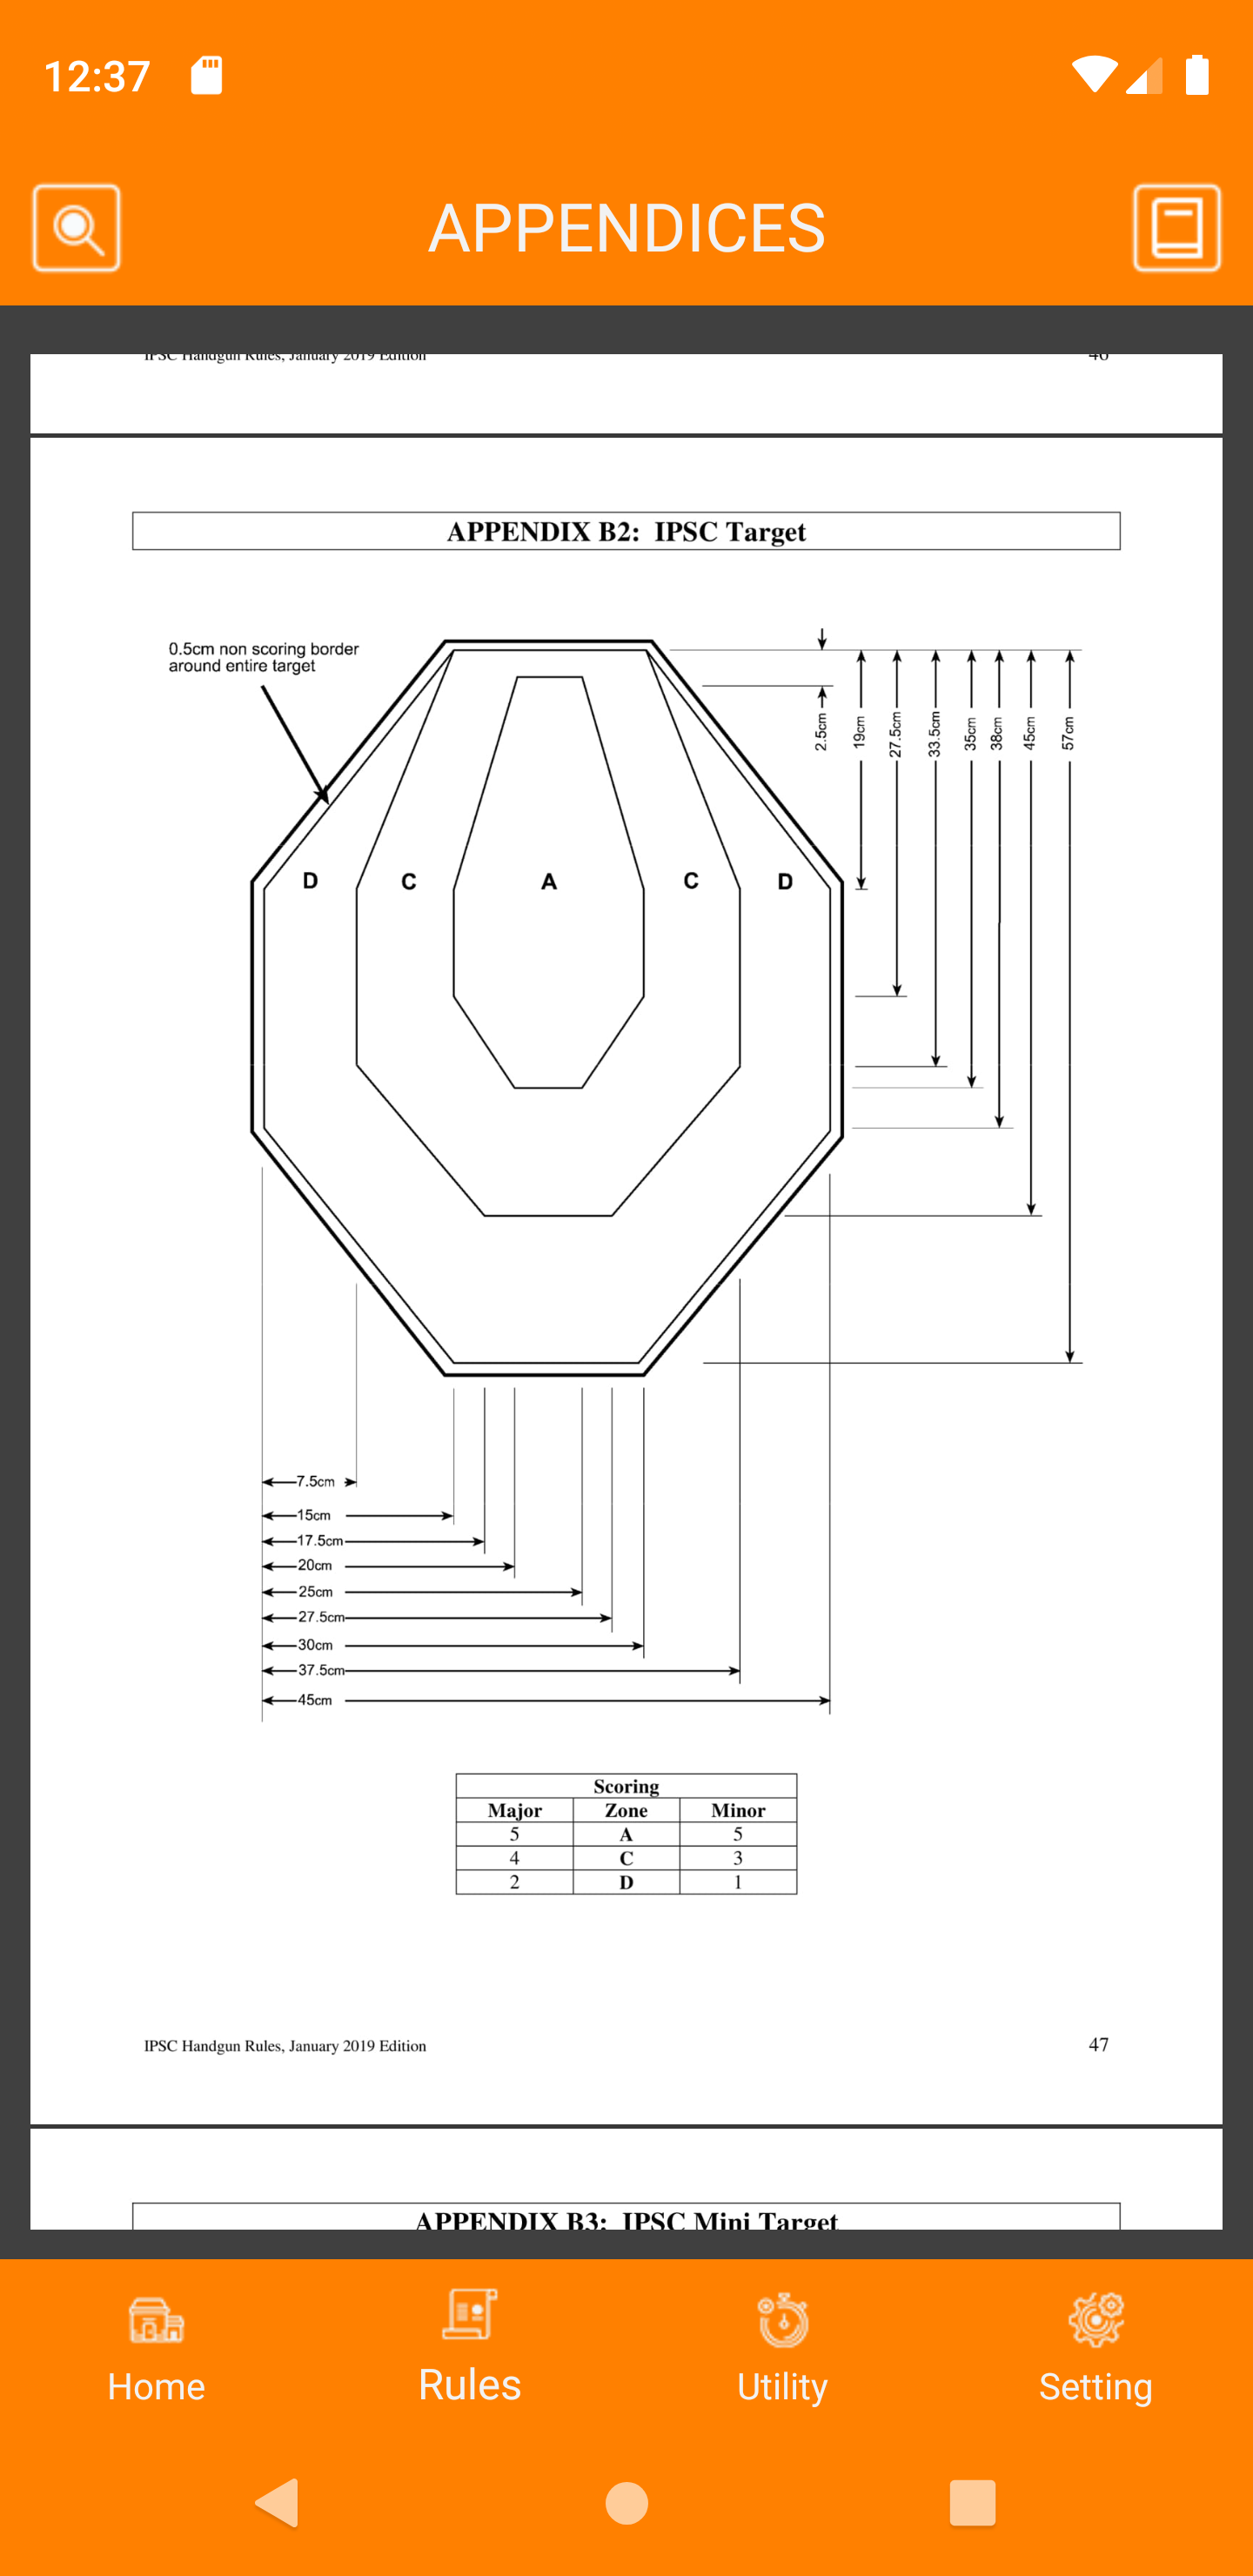 12:37
APPENDICES
IPSC Handgun Rules, January 2019 Edition 46
APPENDIX B2: IPSC Target
0.5cm non scoring border
around entire target
2.5cm
19cm
27.5cm
33.5cm
35cm
38cm
45cm
57cm
D C A C D
7.5cm
15cm
17.5cm
20cm
25cm
27.5cm
30cm
37.5cm
45cm
Scoring
Major Zone Minor
5 A 5
4 C 3
2 D 1
IPSC Handgun Rules, January 2019 Edition 47
APPENDIX B3: IPSC Mini Target
Home Rules Utility Setting